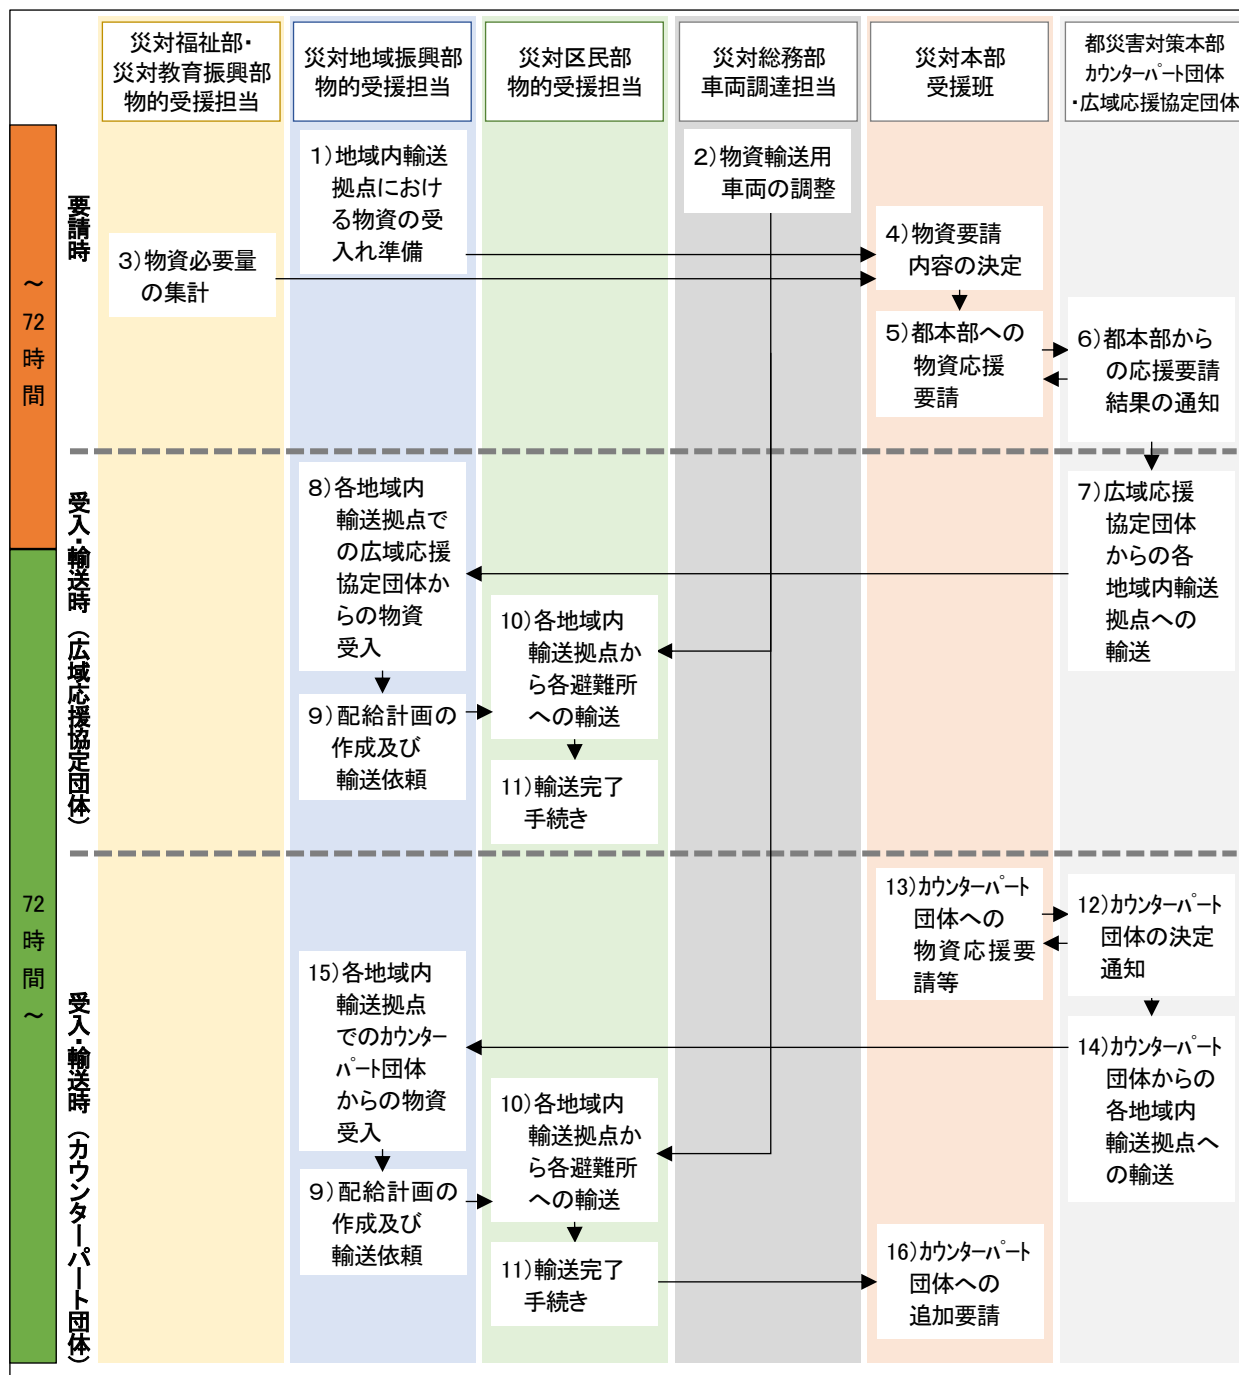 災対福祉部・
災対教育振興部
物的受援担当
災対地域振興部
物的受援担当
災対区民部
物的受援担当
災対総務部
車両調達担当
災対本部
受援班
都災害対策本部
カウンターパート団体
・広域応援協定団体
～72時間
72時間～
要請時
1）地域内輸送
拠点におけ
る物資の受
入れ準備
2）物資輸送用
車両の調整
3）物資必要量
の集計
4）物資要請
内容の決定
5）都本部への
物資応援
要請
6）都本部から
の応援要請
結果の通知
受入・輸送時（広域応援協定団体）
7）広域応援
協定団体
からの各
地域内輸送
拠点への
輸送
8）各地域内
輸送拠点で
の広域応援
協定団体か
らの物資
受入
9）配給計画の
作成及び
輸送依頼
10）各地域内
輸送拠点か
ら各避難所
への輸送
11）輸送完了
手続き
受入・輸送時（カウンターパート団体）
13）カウンターパート
団体への
物資応援要
請等
12）カウンターパート
団体の決定
通知
14）カウンターパート
団体からの
各地域内
輸送拠点へ
の輸送
15）各地域内
輸送拠点
でのカウンター
パート団体
からの物資
受入
9）配給計画の
作成及び
輸送依頼
10）各地域内
輸送拠点か
ら各避難所
への輸送
11）輸送完了
手続き
16）カウンターパート
団体への
追加要請